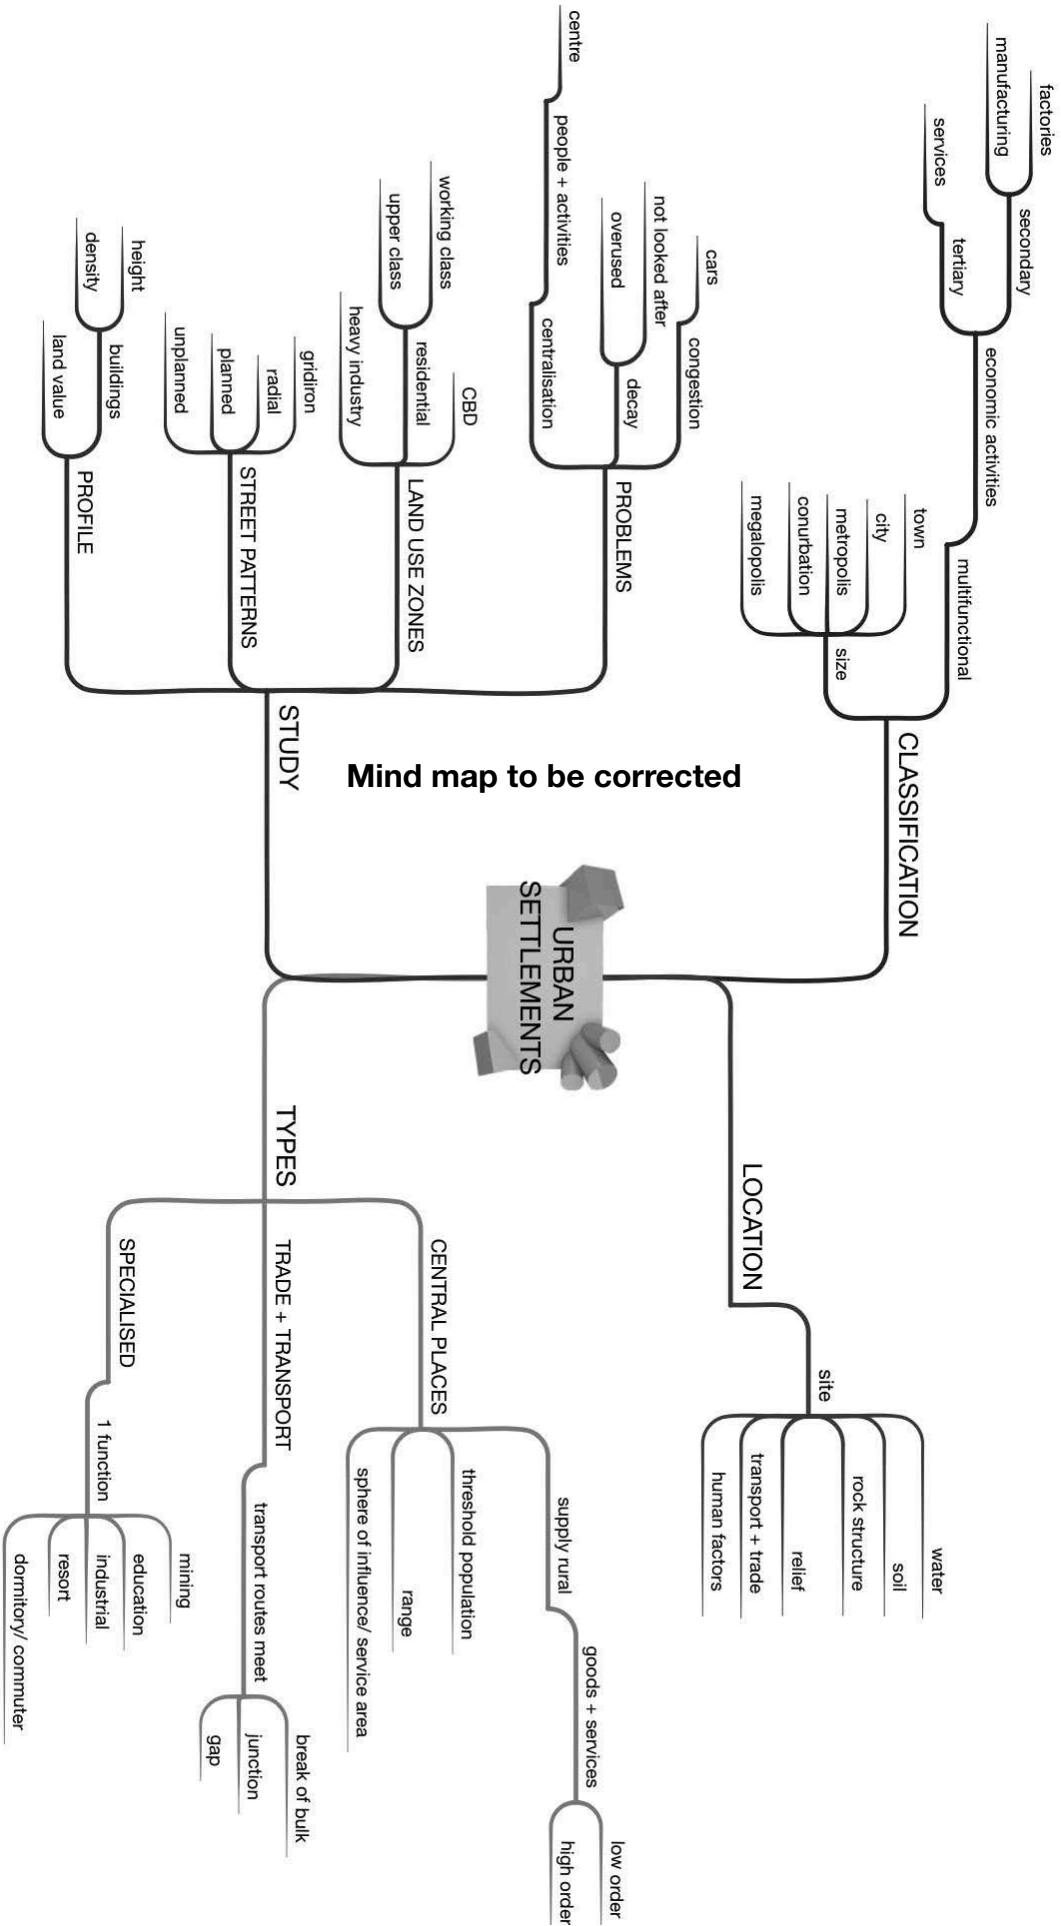 Mind map to be corrected
URBAN
SETTLEMENTS
CLASSIFICATION
multifunctional
economic activities
secondary
factories
manufacturing
tertiary
services
size
town
city
metropolis
conurbation
megalopolis
LOCATION
site
water
soil
rock structure
relief
transport + trade
human factors
STUDY
PROBLEMS
congestion
cars
decay
not looked after
overused
centralisation
people + activities
centre
LAND USE ZONES
CBD
residential
working class
upper class
heavy industry
STREET PATTERNS
gridiron
radial
planned
unplanned
PROFILE
buildings
height
density
land value
TYPES
CENTRAL PLACES
supply rural
goods + services
low order
high order
threshold population
range
sphere of influence/ service area
TRADE + TRANSPORT
transport routes meet
break of bulk
junction
gap
SPECIALISED
1 function
mining
education
industrial
resort
dormitory/ commuter